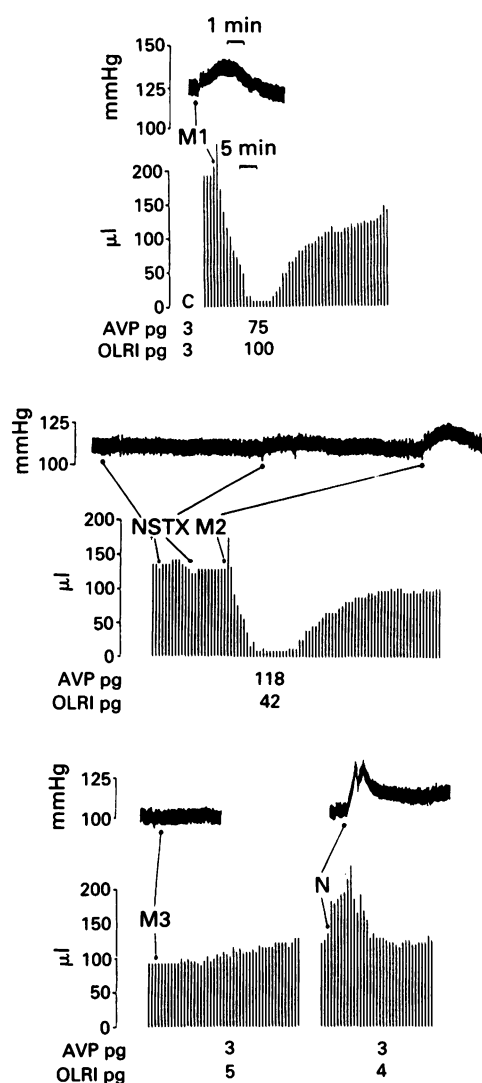 1 min
150
125
100
mmHg
M1
5 min
200
150
100
50
0
µl
C
AVP pg 3 75
OLRI pg 3 100
125
100
mmHg
NSTX M2
200
150
100
50
0
µl
AVP pg 118
OLRI pg 42
125
100
mmHg
M3
N
200
150
100
50
0
µl
AVP pg 3 3
OLRI pg 5 4